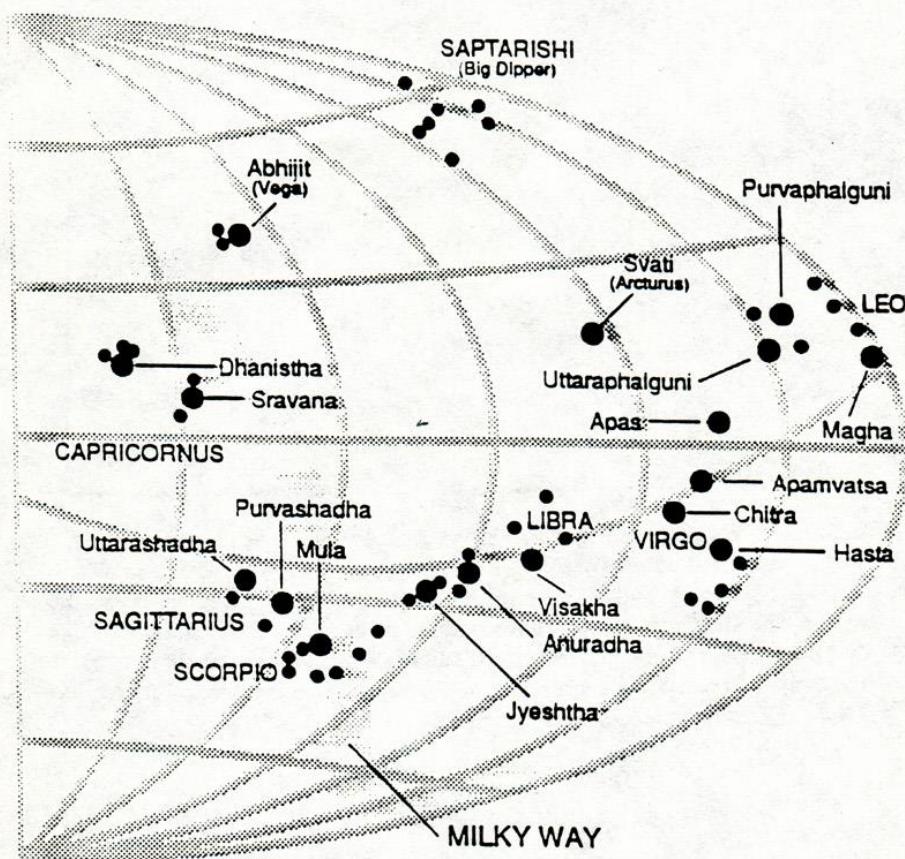 SAPTARISHI
(Big Dipper)
Abhijit
(Vega)
Purvaphalguni
Svati
(Arcturus)
LEO
Dhanistha
Uttaraphalguni
Sravana
Apas
Magha
CAPRICORNUS
Apamvatsa
Purvashadha
LIBRA
Chitra
Uttarashadha
Mula
VIRGO
Hasta
Visakha
SAGITTARIUS
Anuradha
SCORPIO
Jyeshtha
MILKY WAY